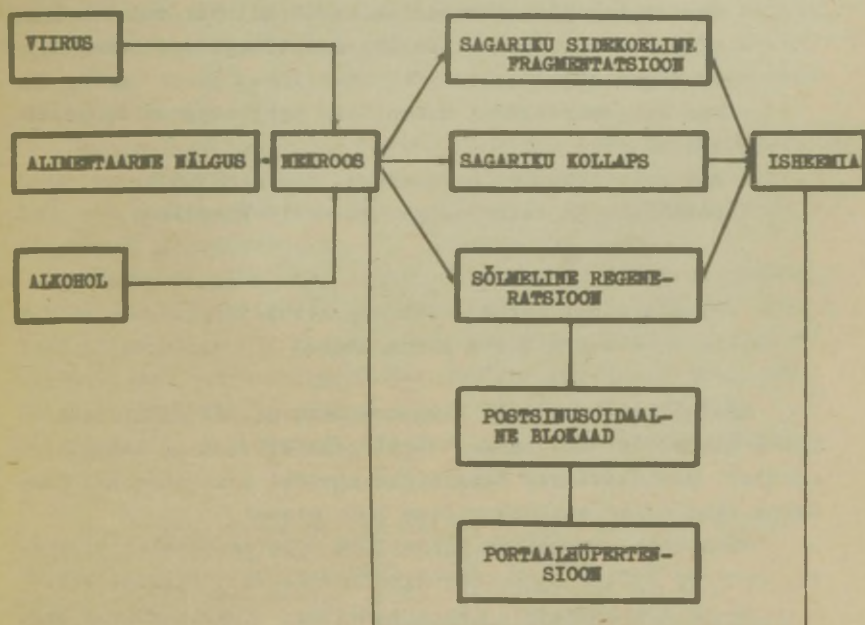 VIIRUS
SAGARIKU SIDEKOELINE
FRAGMENTATSIOON
ALIMENTAARNE NÄLGUS
NEKROOS
SAGARIKU KOLLAPS
ISHEEMIA
ALKOHOL
SÕLMELINE REGENE-
RATSIOON
POSTSINUSOIDAAL-
NE BLOKAAD
PORTAALHÜPERTEN-
SIOON